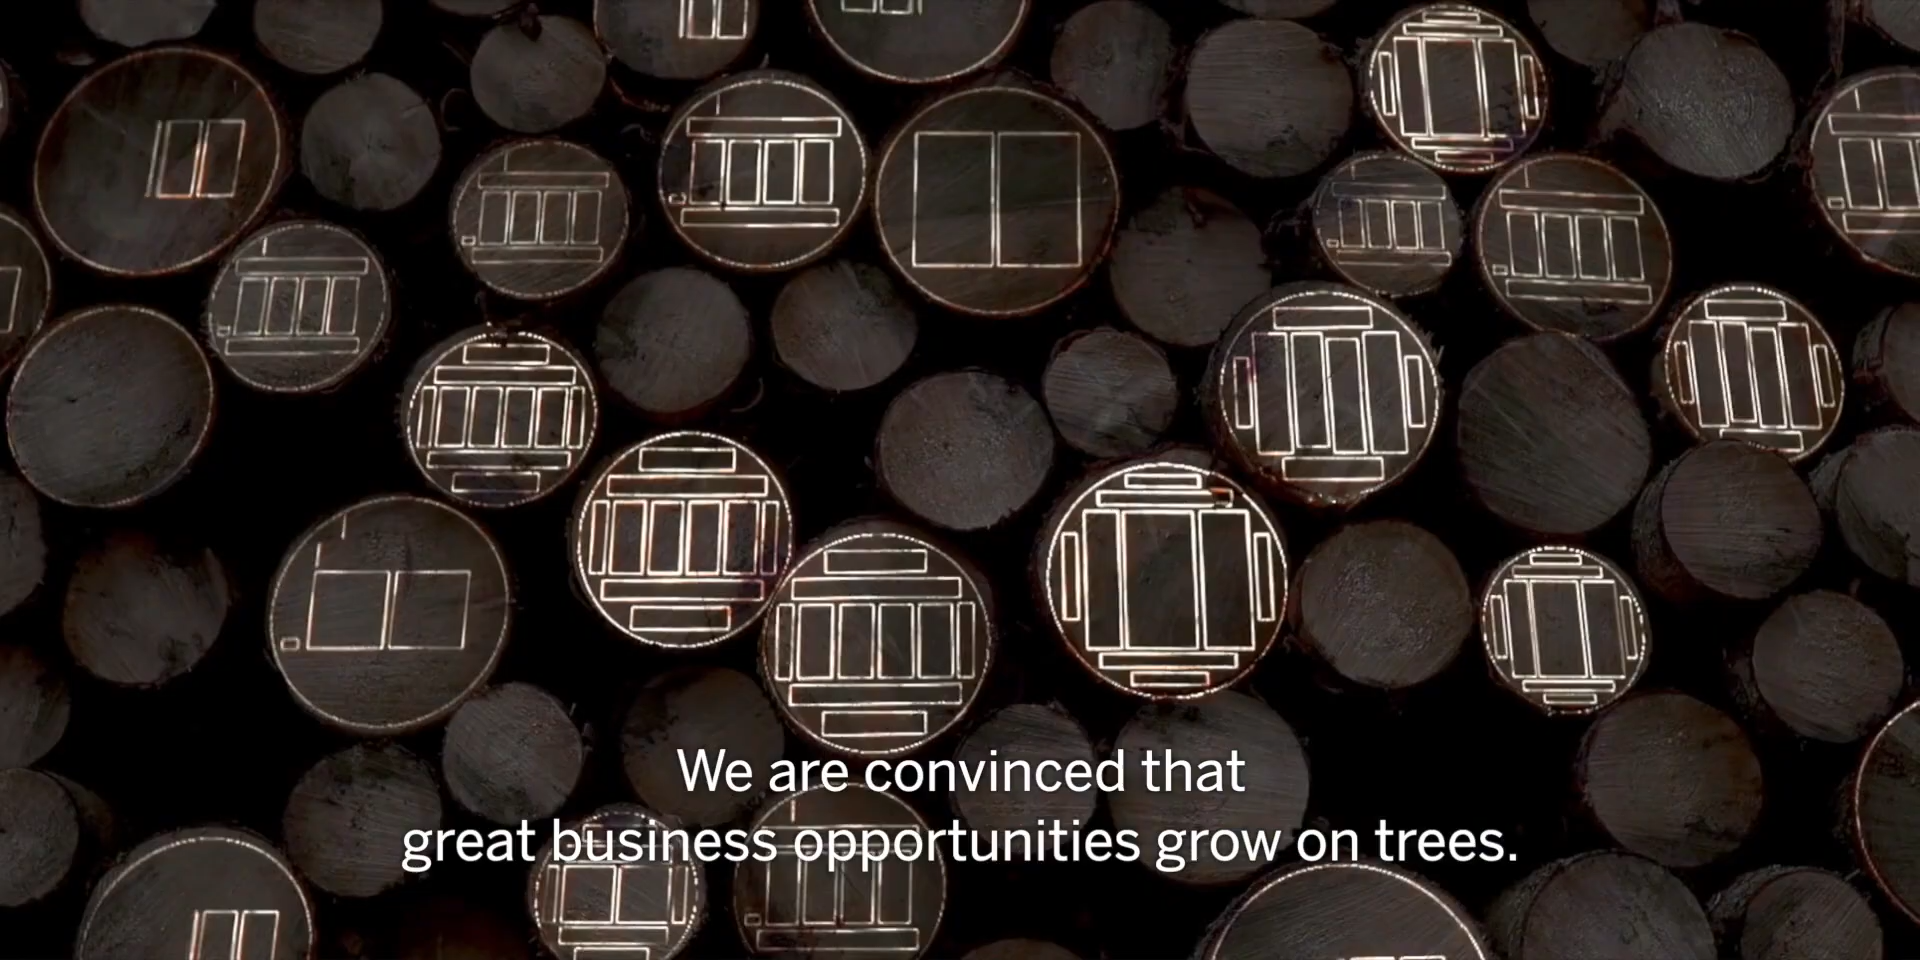 We are convinced that
great business opportunities grow on trees.